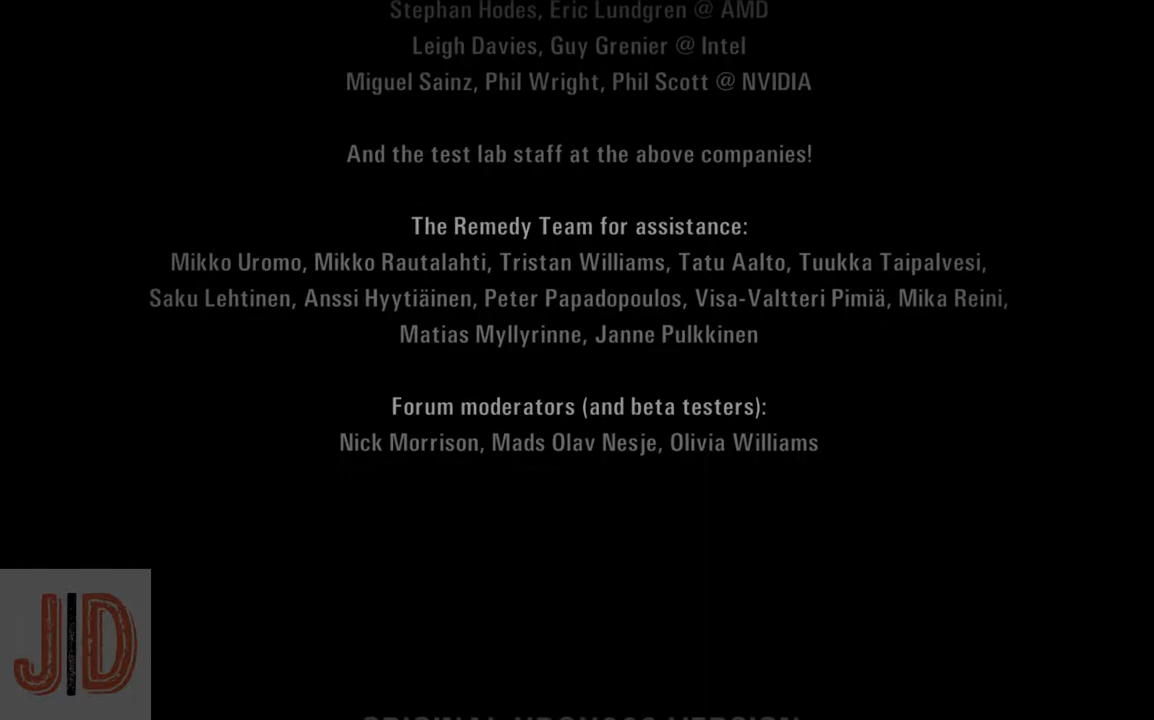 Stephan Hodes, Eric Lundgren @ AMD
Leigh Davies, Guy Grenier @ Intel
Miguel Sainz, Phil Wright, Phil Scott @ NVIDIA
And the test lab staff at the above companies!
The Remedy Team for assistance:
Mikko Uromo, Mikko Rautalahti, Tristan Williams, Tatu Aalto, Tuukka Taipalvesi,
Saku Lehtinen, Anssi Hyytiäinen, Peter Papadopoulos, Visa-Valtteri Pimiä, Mika Reini,
Matias Myllyrinne, Janne Pulkkinen
Forum moderators (and beta testers):
Nick Morrison, Mads Olav Nesje, Olivia Williams
JD
ORIGINAL XBOX360 VERSION